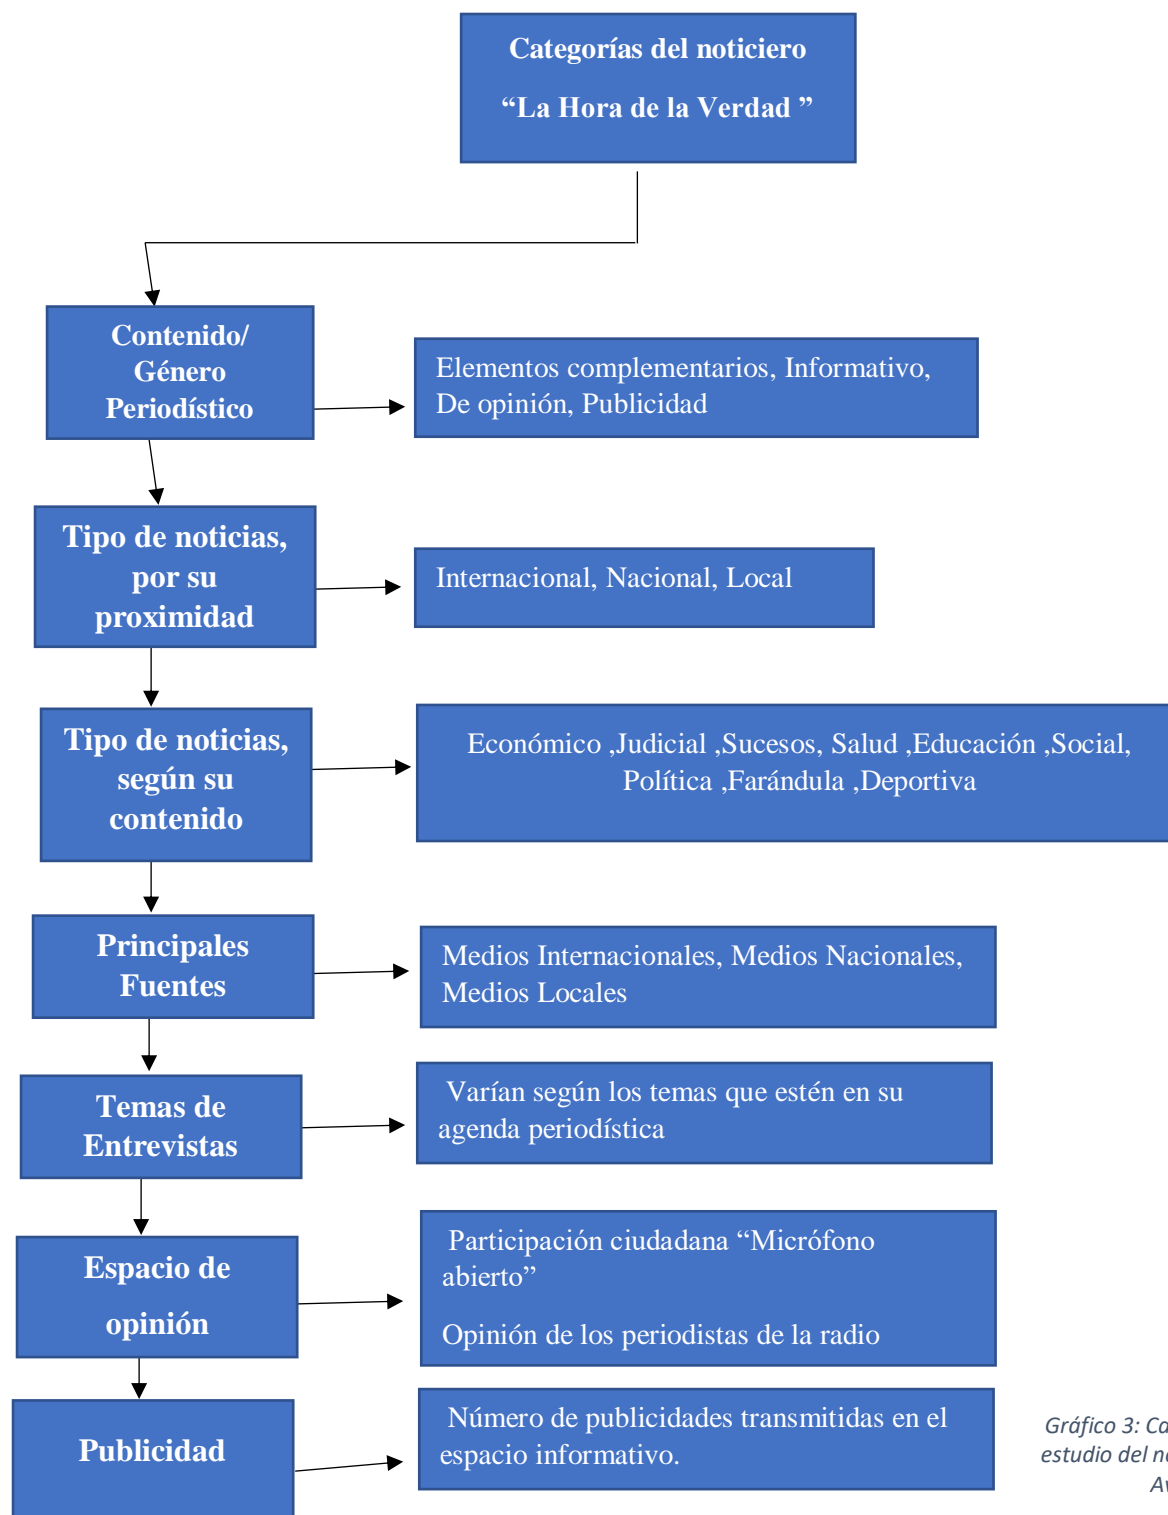 Categorías del noticiero
“La Hora de la Verdad ”
Contenido/
Género
Periodístico
Elementos complementarios, Informativo,
De opinión, Publicidad
Tipo de noticias,
por su
proximidad
Internacional, Nacional, Local
Tipo de noticias,
según su
contenido
Económico ,Judicial ,Sucesos, Salud ,Educación ,Social,
Política ,Farándula ,Deportiva
Principales
Fuentes
Medios Internacionales, Medios Nacionales,
Medios Locales
Temas de
Entrevistas
Varían según los temas que estén en su
agenda periodística
Espacio de
opinión
Participación ciudadana “Micrófono
abierto”
Opinión de los periodistas de la radio
Publicidad
Número de publicidades transmitidas en el
espacio informativo.
Gráfico 3: Ca
estudio del n
Av